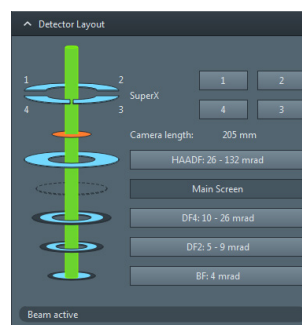 Detector Layout
1 2
4 3
SuperX
1 2
4 3
Camera length: 205 mm
HAADF: 26 - 132 mrad
Main Screen
DF4: 10 - 26 mrad
DF2: 5 - 9 mrad
BF: 4 mrad
Beam active